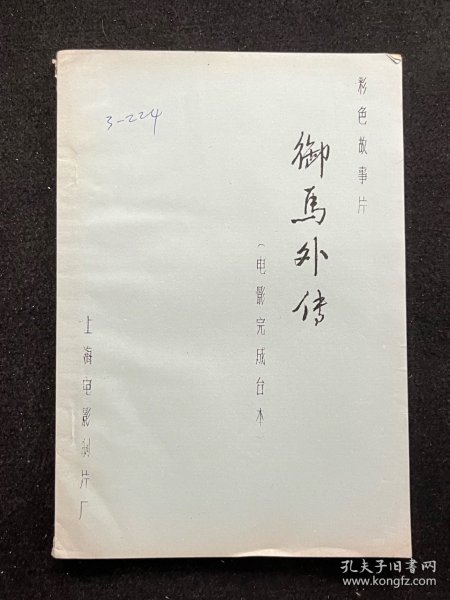 彩色故事片
御馬外传
（电影完成台本）
上海电影制片厂
3-224
孔夫子旧书网
www.kongfz.com